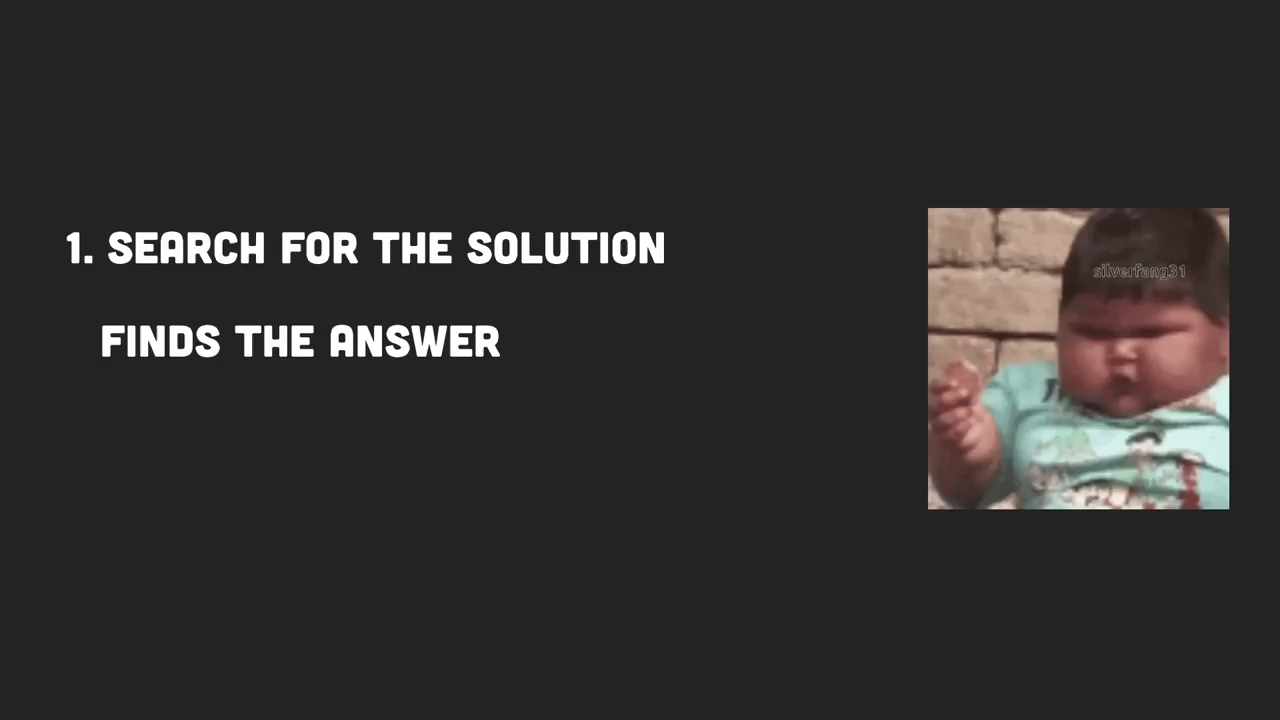 1. SEARCH FOR THE SOLUTION
FINDS THE ANSWER
silverfang31